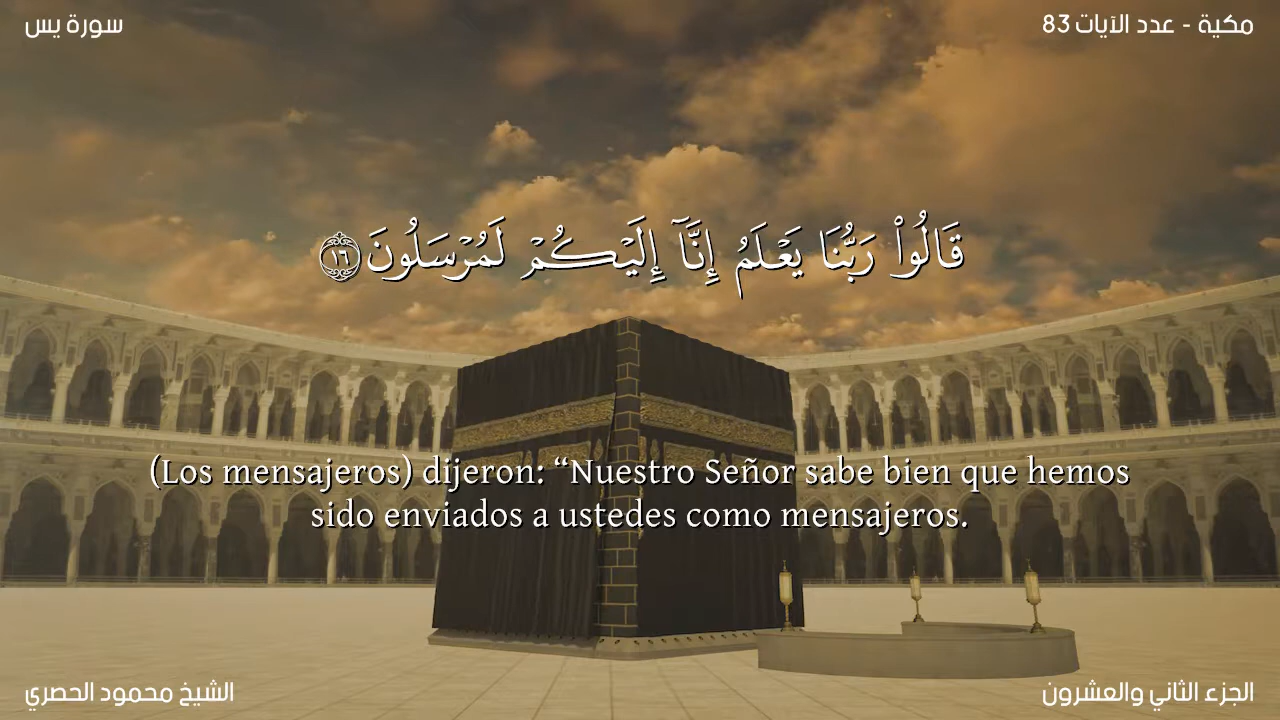 سورة يس
مكية - عدد الآيات 83
قَالُوا۟ رَبُّنَا يَعْلَمُ إِنَّآ إِلَيْكُمْ لَمُرْسَلُونَ ١٦
(Los mensajeros) dijeron: “Nuestro Señor sabe bien que hemos
sido enviados a ustedes como mensajeros.
الشيخ محمود الحصري
الجزء الثاني والعشرون